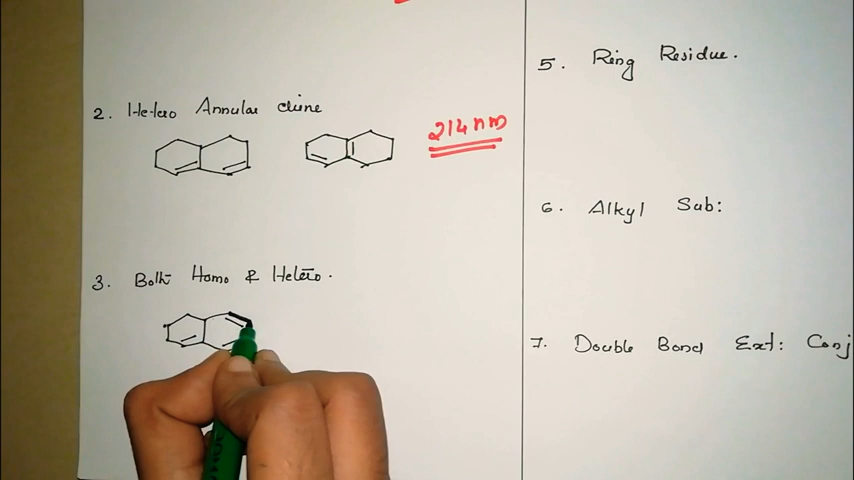 2. Hetero Annular diene
214 nm
3. Both Homo & Hetero.
5. Ring Residue.
6. Alkyl Sub:
7. Double Bond Ext: Conj